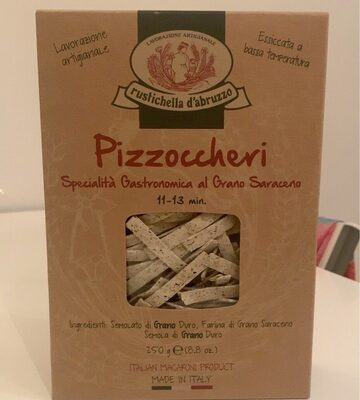 Lavorazione
artigianale
LAVORAZIONE ARTIGIANALE
rustichella d'abruzzo
Essiccata a
bassa temperatura
Pizzoccheri
Specialità Gastronomica al Grano Saraceno
11-13 min.
Ingredienti: Semolato di Grano Duro, Farina di Grano Saraceno
Semola di Grano Duro
250 g e (8,8 oz.)
ITALIAN MACARONI PRODUCT
MADE IN ITALY